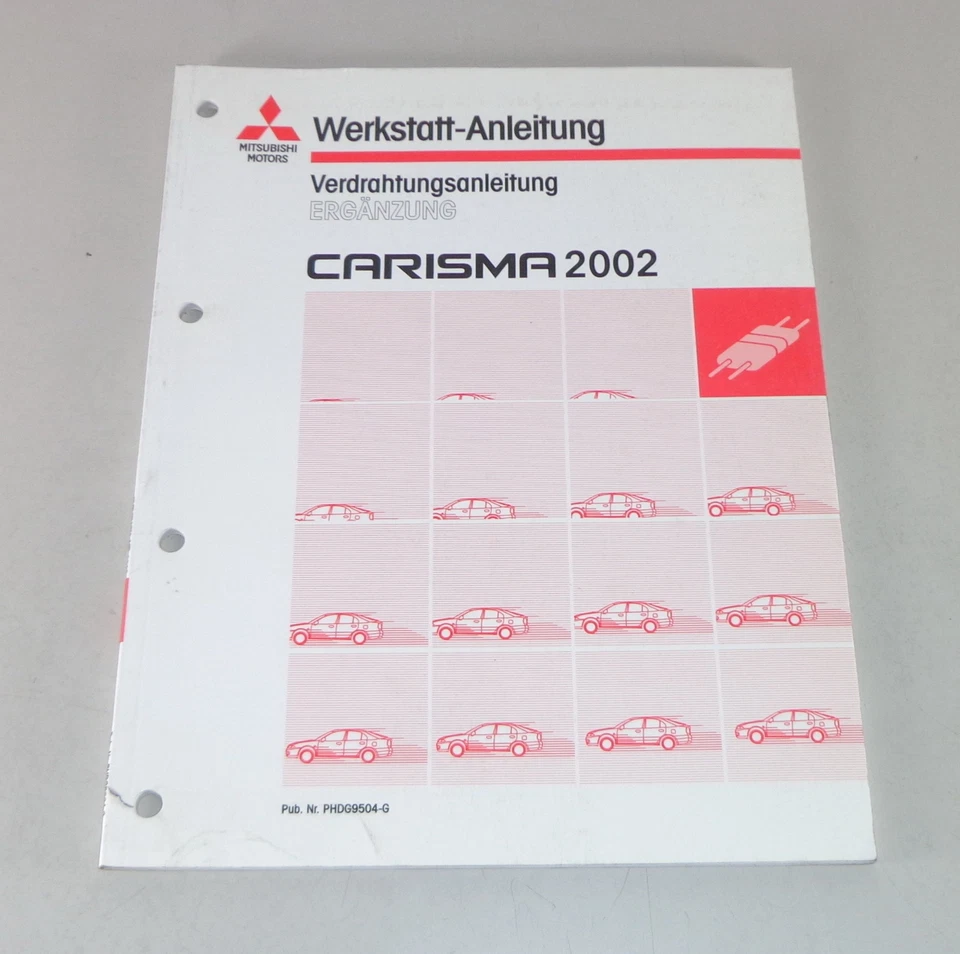 MITSUBISHI
MOTORS
Werkstatt-Anleitung
Verdrahtungsanleitung
ERGÄNZUNG
CARISMA 2002
Pub. Nr. PHDG9504-G